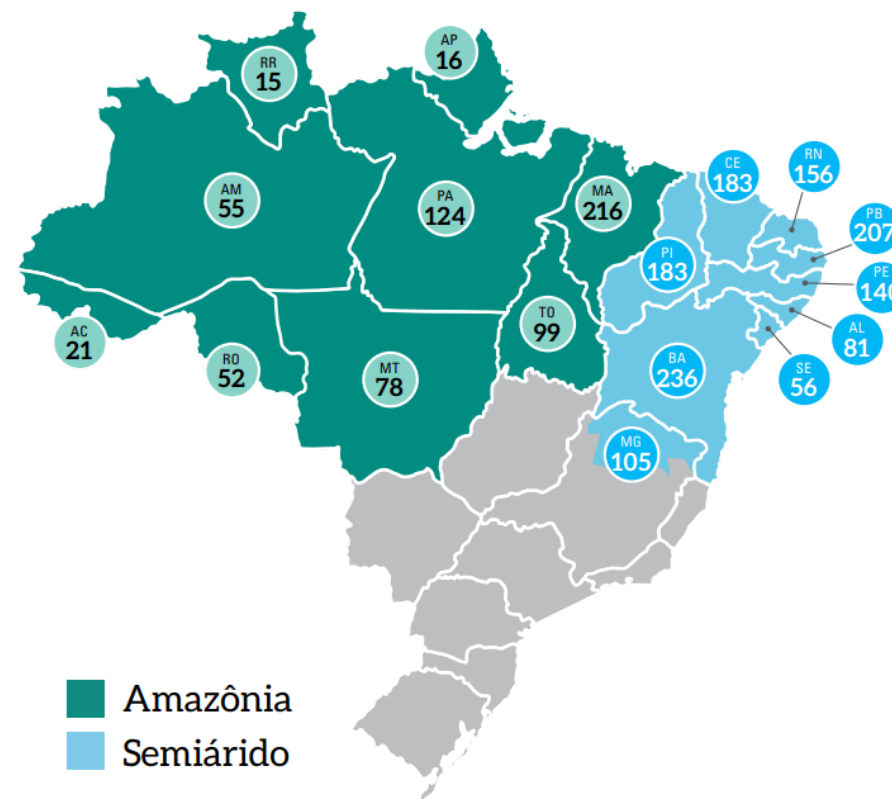 RR
15
AP
16
AM
55
PA
124
MA
216
CE
183
RN
156
PB
207
PI
183
PE
140
AC
21
RO
52
MT
78
TO
99
BA
236
AL
81
SE
56
MG
105
Amazônia
Semiárido